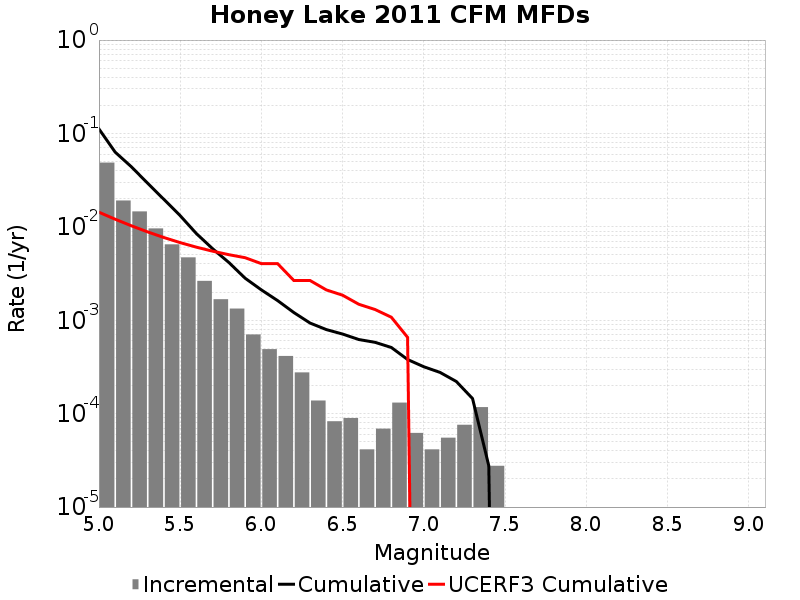 Honey Lake 2011 CFM MFDs
10^0
10^-1
10^-2
10^-3
10^-4
10^-5
Rate (1/yr)
5.0 5.5 6.0 6.5 7.0 7.5 8.0 8.5 9.0
Magnitude
Incremental Cumulative UCERF3 Cumulative